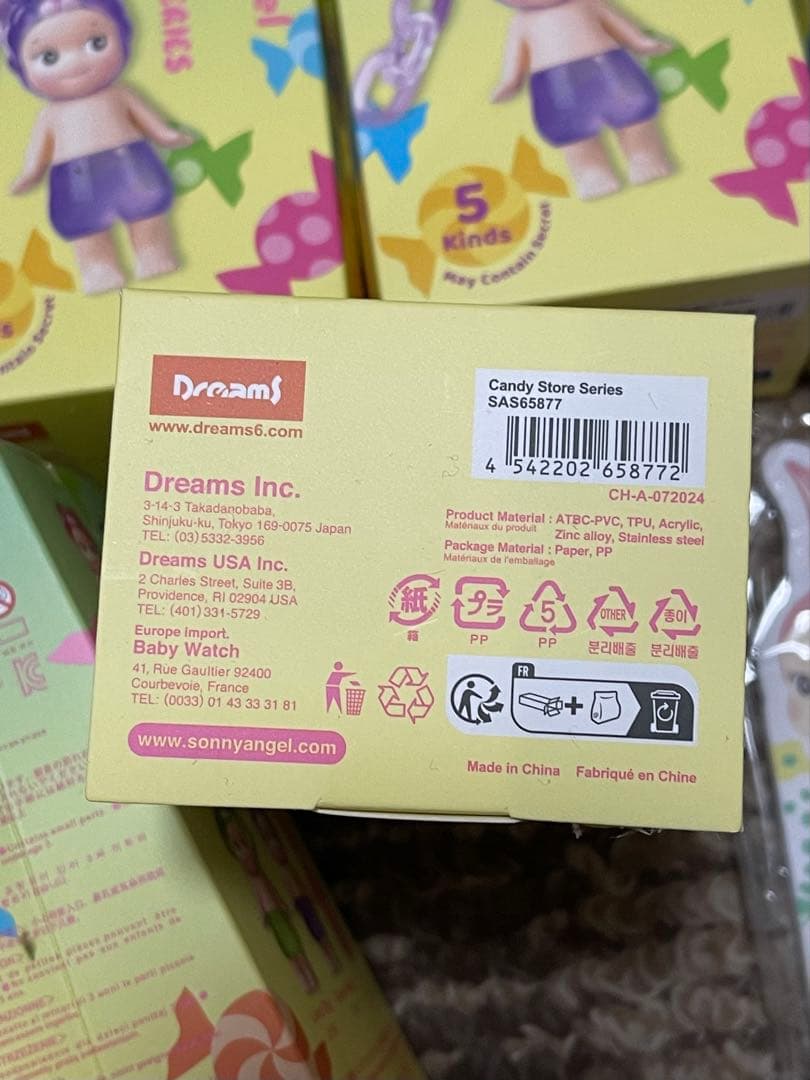 5
Kinds
May Contain Secret
Dreams
www.dreams6.com
Candy Store Series
SAS65877
4 542202 658772
CH-A-072024
Dreams Inc.
3-14-3 Takadanobaba,
Shinjuku-ku, Tokyo 169-0075 Japan
TEL: (03)5332-3956
Dreams USA Inc.
2 Charles Street, Suite 3B,
Providence, RI 02904 USA
TEL: (401)331-5729
Europe Import.
Baby Watch
41, Rue Gaultier 92400
Courbevoie, France
TEL: (0033) 01 43 33 31 81
www.sonnyangel.com
Product Material : ATBC-PVC, TPU, Acrylic,
Matériaux du produit Zinc alloy, Stainless steel
Package Material : Paper, PP
Matériaux de l'emballage
紙 プラ 5 OTHER 종이
箱 PP PP 분리배출 분리배출
FR
Made in China Fabriqué en Chine